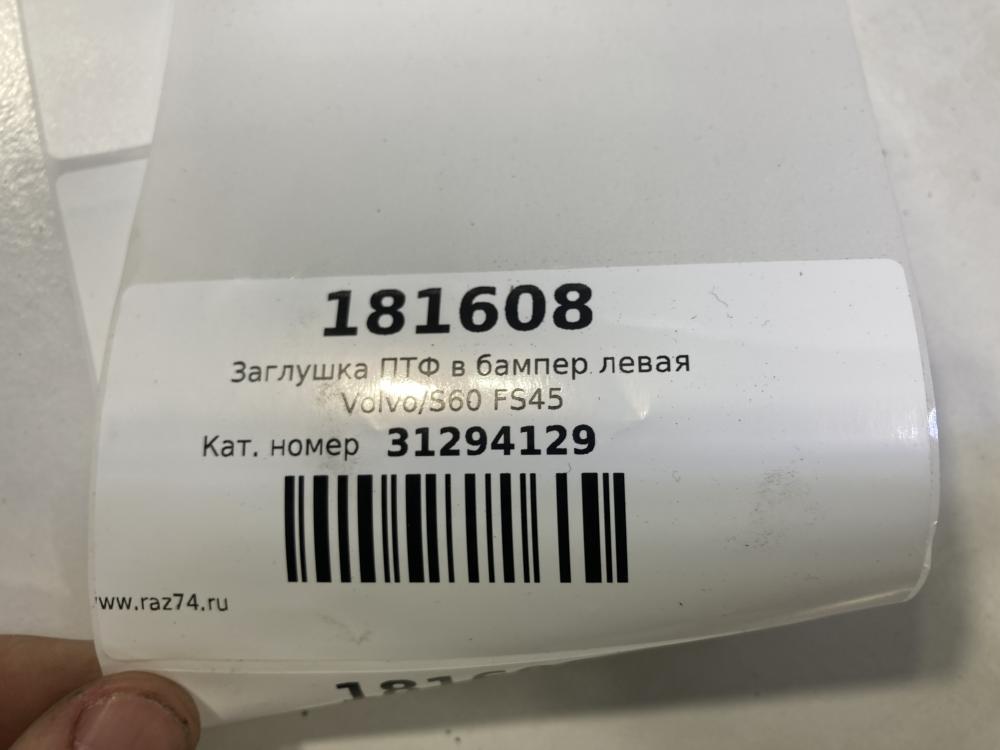 181608
Заглушка ПТФ в бампер левая
Volvo/S60 FS45
Кат. номер 31294129
www.raz74.ru